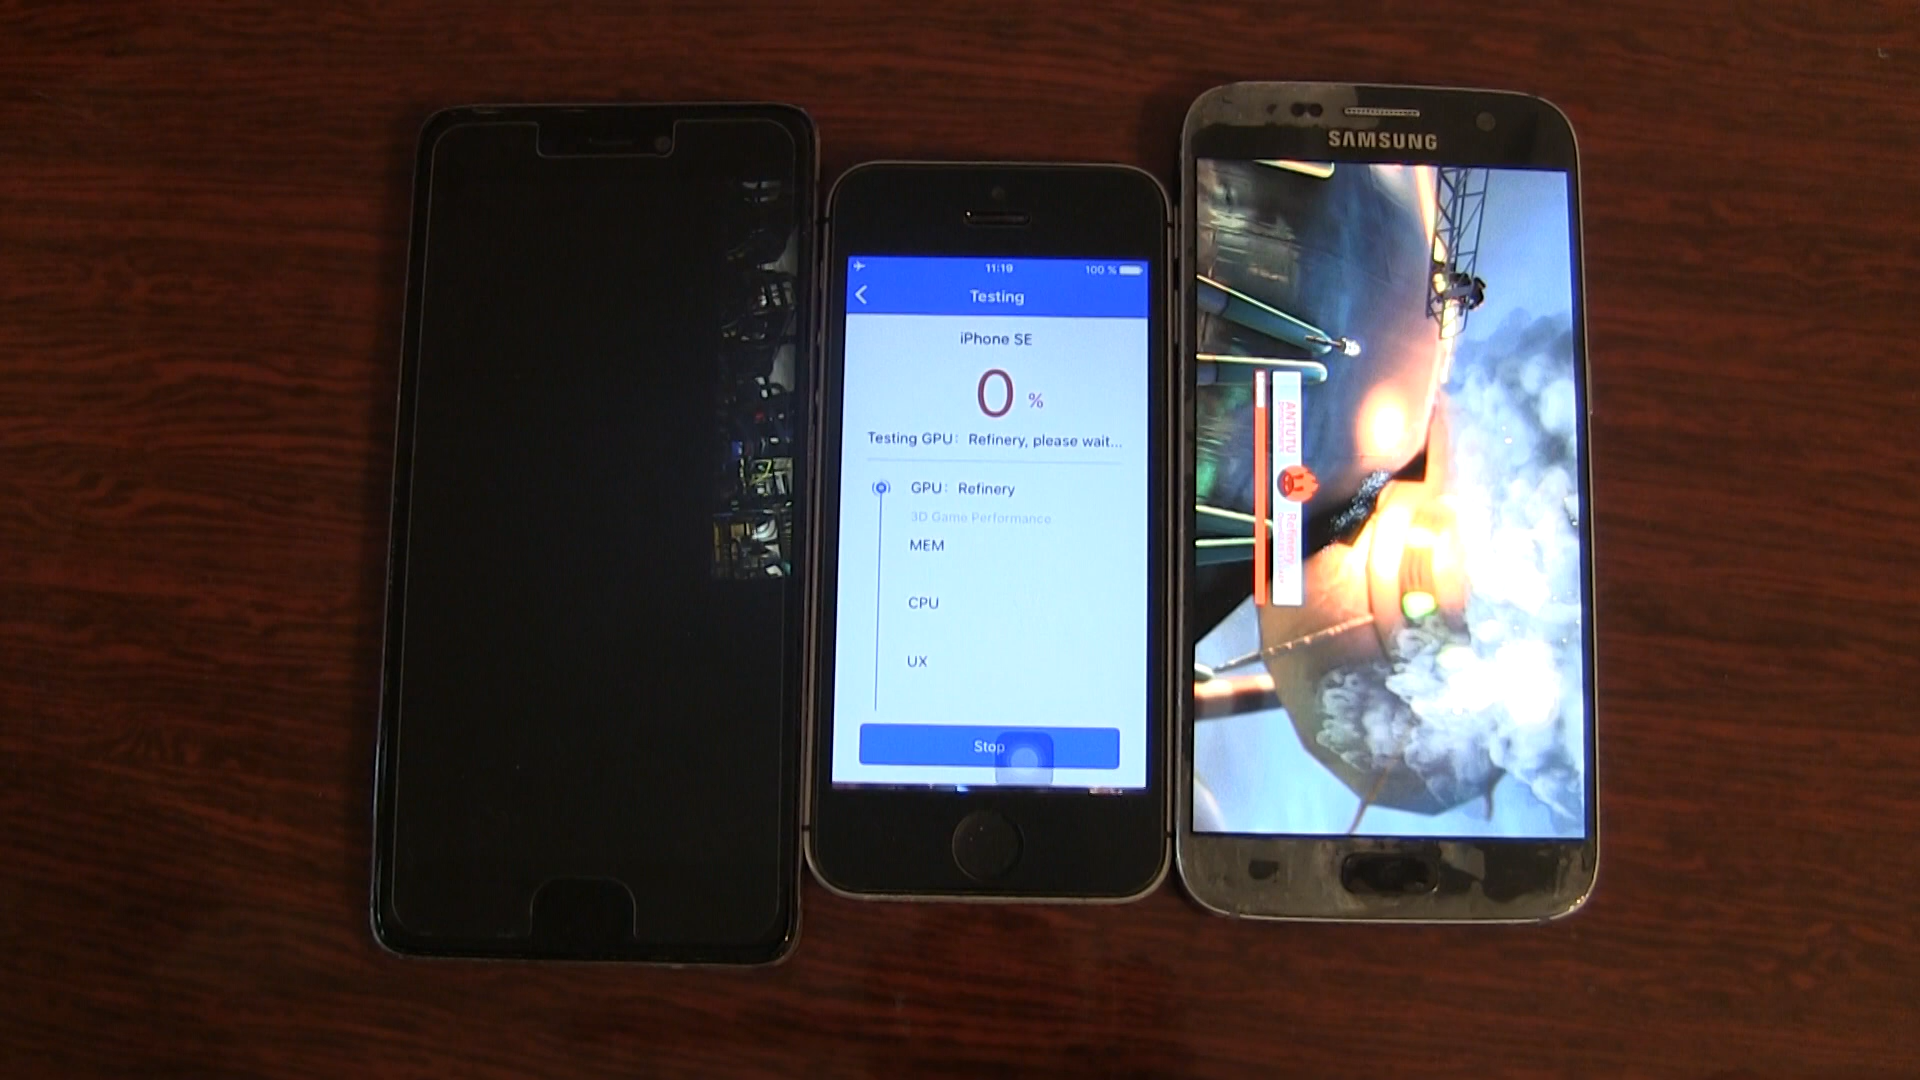 11:19
100 %
Testing
iPhone SE
0 %
Testing GPU: Refinery, please wait...
GPU: Refinery
3D Game Performance
MEM
CPU
UX
Stop
SAMSUNG
ANTUTU
Refinery